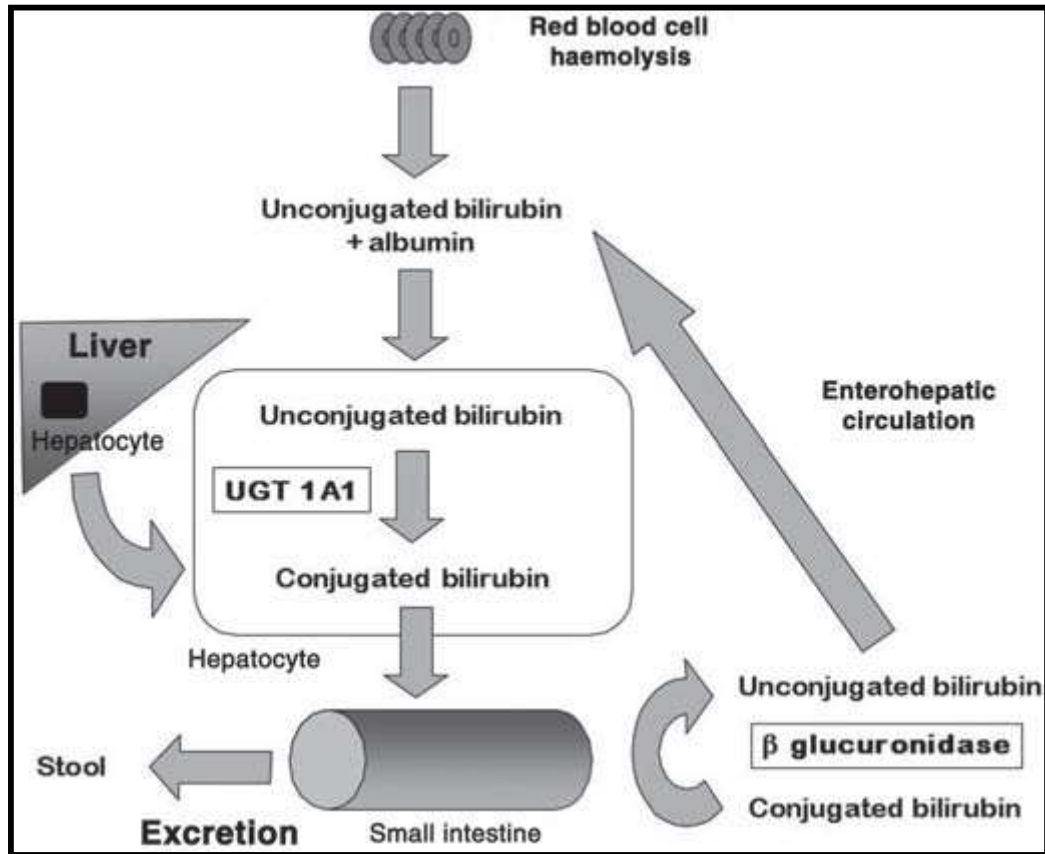 Red blood cell
haemolysis
Unconjugated bilirubin
+ albumin
Liver
Hepatocyte
Unconjugated bilirubin
UGT 1A1
Conjugated bilirubin
Hepatocyte
Enterohepatic
circulation
Unconjugated bilirubin
β glucuronidase
Conjugated bilirubin
Stool
Excretion
Small intestine